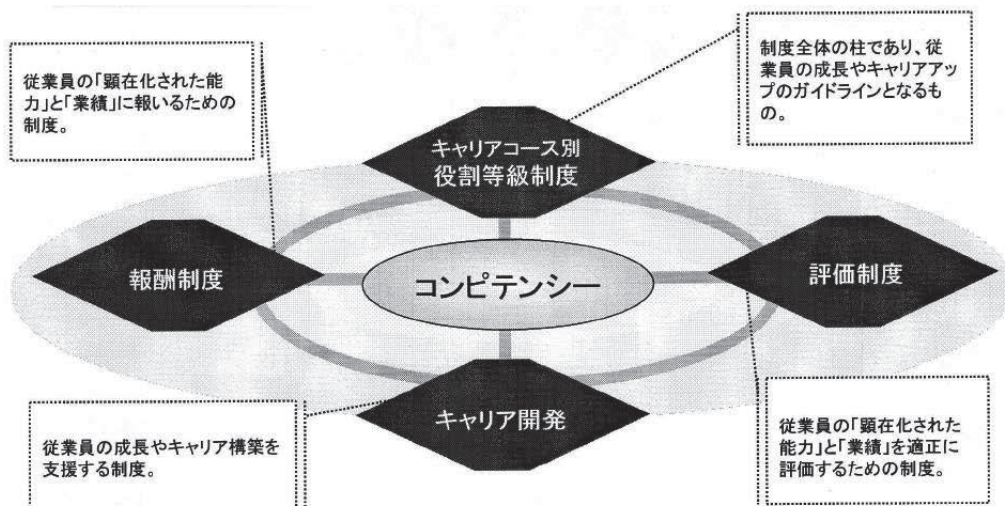 従業員の「顕在化された能
力」と「業績」に報いるための
制度。
制度全体の柱であり、従
業員の成長やキャリアアッ
プのガイドラインとなるも
の。
キャリアコース別
役割等級制度
報酬制度
コンピテンシー
評価制度
キャリア開発
従業員の成長やキャリア構築を
支援する制度。
従業員の「顕在化された
能力」と「業績」を適正に
評価するための制度。